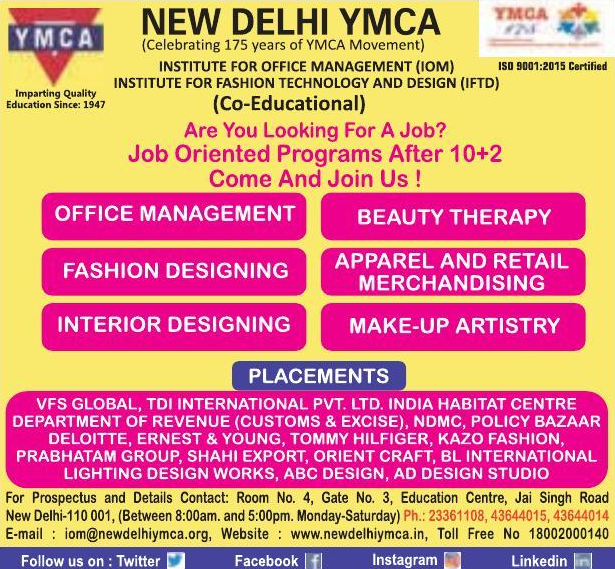 YMCA
Imparting Quality
Education Since: 1947
NEW DELHI YMCA
(Celebrating 175 years of YMCA Movement)
INSTITUTE FOR OFFICE MANAGEMENT (IOM)
INSTITUTE FOR FASHION TECHNOLOGY AND DESIGN (IFTD)
(Co-Educational)
YMCA
175
ISO 9001:2015 Certified
Are You Looking For A Job?
Job Oriented Programs After 10+2
Come And Join Us !
OFFICE MANAGEMENT
BEAUTY THERAPY
FASHION DESIGNING
APPAREL AND RETAIL
MERCHANDISING
INTERIOR DESIGNING
MAKE-UP ARTISTRY
PLACEMENTS
VFS GLOBAL, TDI INTERNATIONAL PVT. LTD. INDIA HABITAT CENTRE
DEPARTMENT OF REVENUE (CUSTOMS & EXCISE), NDMC, POLICY BAZAAR
DELOITTE, ERNEST & YOUNG, TOMMY HILFIGER, KAZO FASHION,
PRABHATAM GROUP, SHAHI EXPORT, ORIENT CRAFT, BL INTERNATIONAL
LIGHTING DESIGN WORKS, ABC DESIGN, AD DESIGN STUDIO
For Prospectus and Details Contact: Room No. 4, Gate No. 3, Education Centre, Jai Singh Road
New Delhi-110 001, (Between 8:00am. and 5:00pm. Monday-Saturday) Ph.: 23361108, 43644015, 43644014
E-mail : iom@newdelhiymca.org, Website : www.newdelhiymca.in, Toll Free No 18002000140
Follow us on : Twitter Facebook Instagram Linkedin